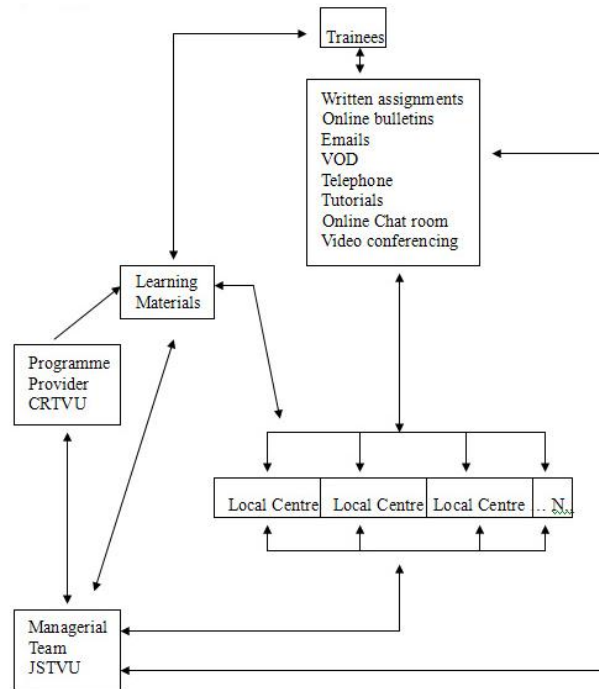 Trainees
Written assignments
Online bulletins
Emails
VOD
Telephone
Tutorials
Online Chat room
Video conferencing
Learning
Materials
Programme
Provider
CRTVU
Local Centre
Local Centre
Local Centre
... N
Managerial
Team
JSTVU